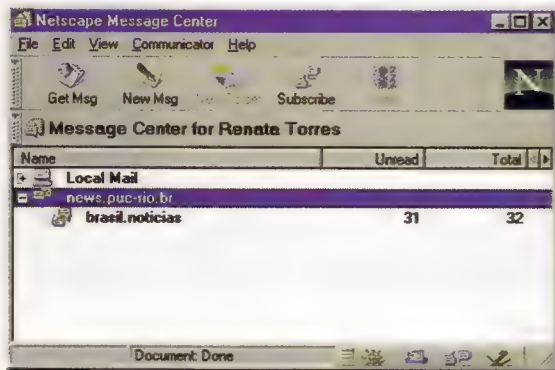 Netscape Message Center
File Edit View Communicator Help
Get Msg New Msg Subscribe
N
Message Center for Renata Torres
Name Unread Total
Local Mail
news.puc-rio.br
brasil.noticias 31 32
Document: Done